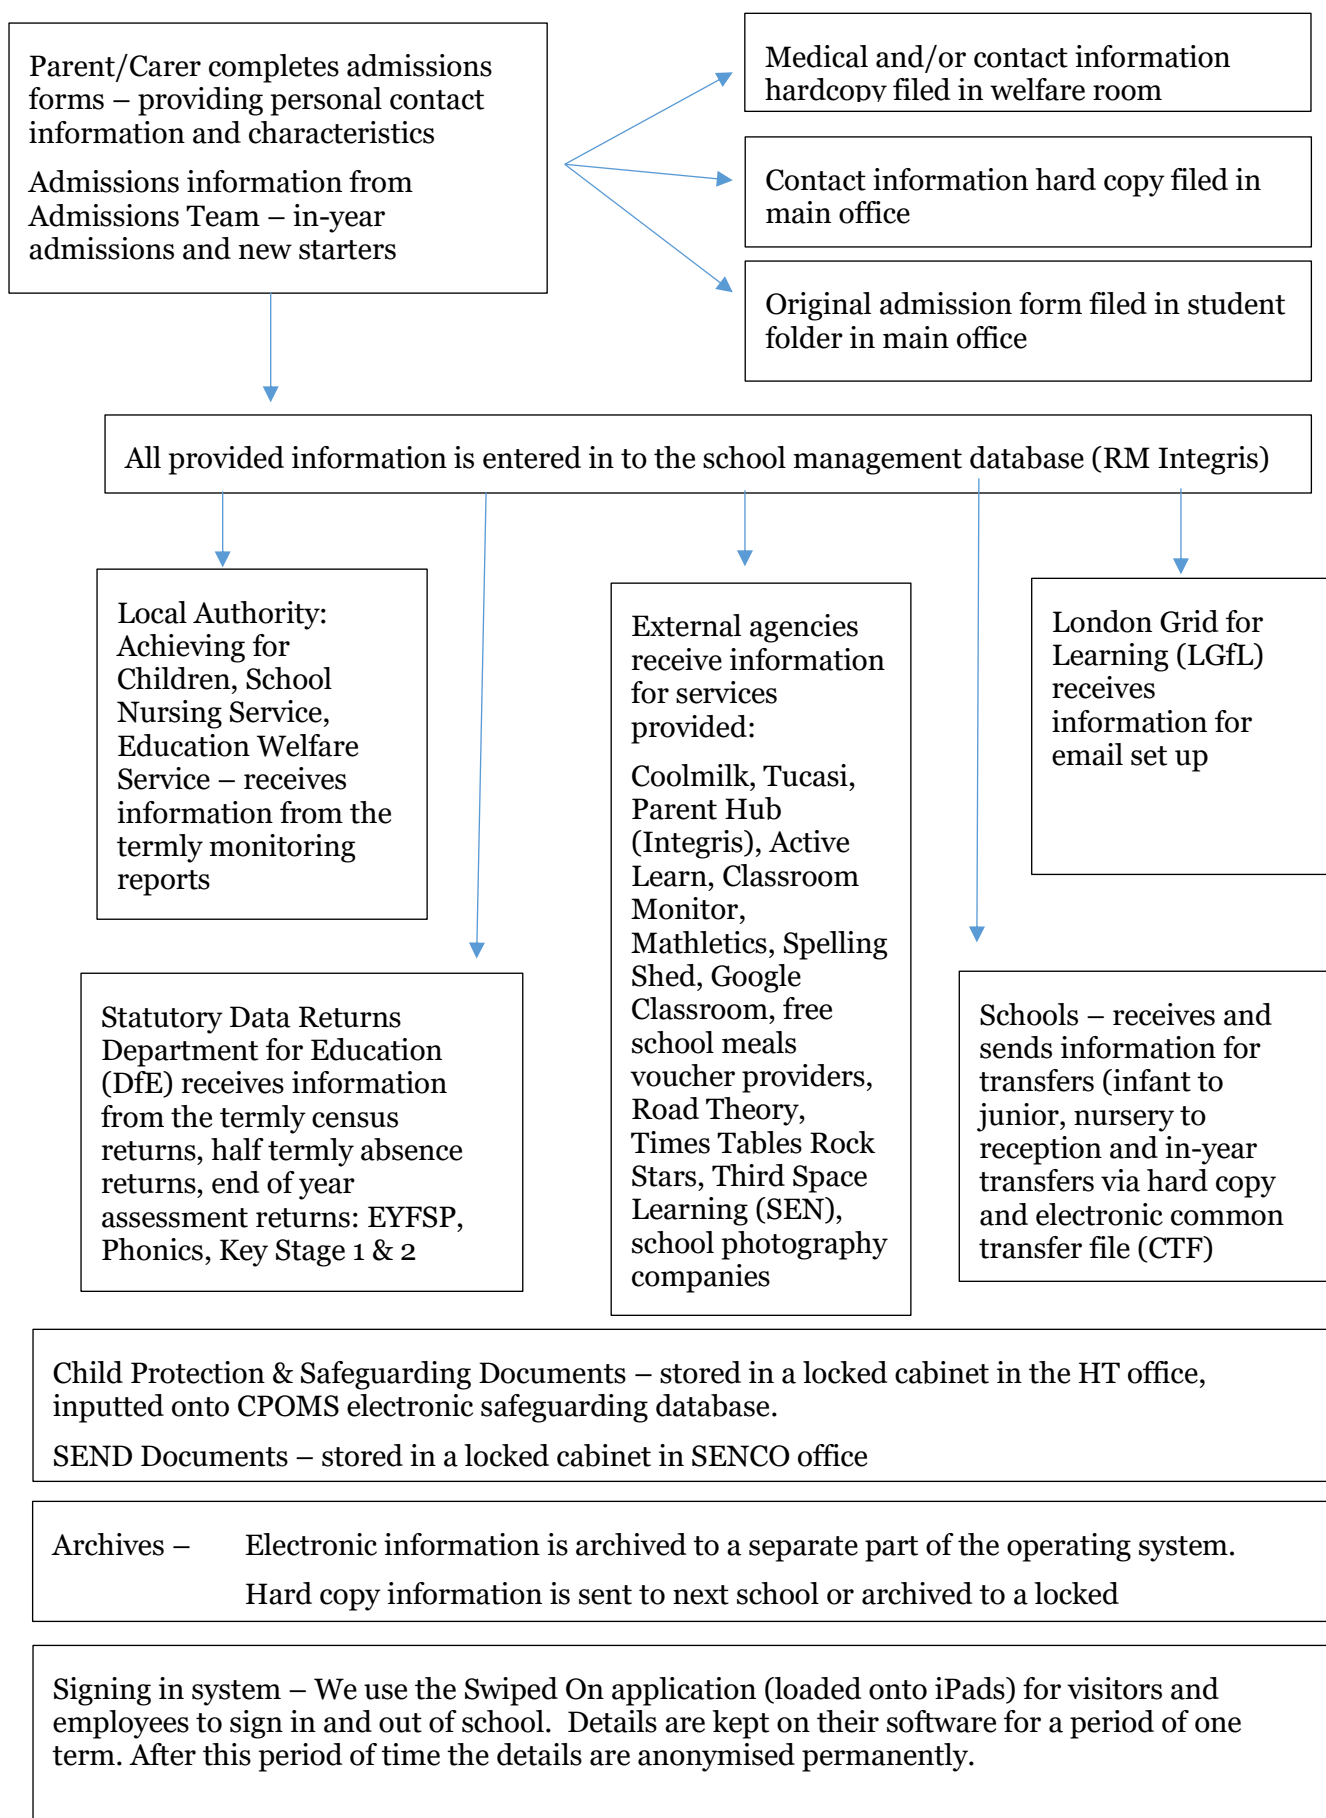 Parent/Carer completes admissions
forms – providing personal contact
information and characteristics
Admissions information from
Admissions Team – in-year
admissions and new starters
Medical and/or contact information
hardcopy filed in welfare room
Contact information hard copy filed in
main office
Original admission form filed in student
folder in main office
All provided information is entered in to the school management database (RM Integris)
Local Authority:
Achieving for
Children, School
Nursing Service,
Education Welfare
Service – receives
information from the
termly monitoring
reports
External agencies
receive information
for services
provided:
Coolmilk, Tucasi,
Parent Hub
(Integris), Active
Learn, Classroom
Monitor,
Mathletics, Spelling
Shed, Google
Classroom, free
school meals
voucher providers,
Road Theory,
Times Tables Rock
Stars, Third Space
Learning (SEN),
school photography
companies
London Grid for
Learning (LGfL)
receives
information for
email set up
Statutory Data Returns
Department for Education
(DfE) receives information
from the termly census
returns, half termly absence
returns, end of year
assessment returns: EYFSP,
Phonics, Key Stage 1 & 2
Schools – receives and
sends information for
transfers (infant to
junior, nursery to
reception and in-year
transfers via hard copy
and electronic common
transfer file (CTF)
Child Protection & Safeguarding Documents – stored in a locked cabinet in the HT office,
inputted onto CPOMS electronic safeguarding database.
SEND Documents – stored in a locked cabinet in SENCO office
Archives – Electronic information is archived to a separate part of the operating system.
Hard copy information is sent to next school or archived to a locked
Signing in system – We use the Swiped On application (loaded onto iPads) for visitors and
employees to sign in and out of school. Details are kept on their software for a period of one
term. After this period of time the details are anonymised permanently.